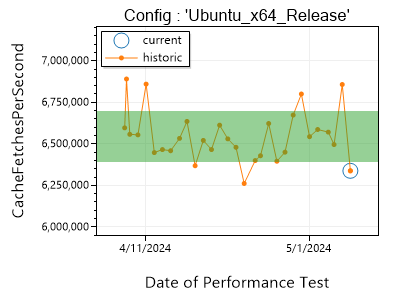 Config : 'Ubuntu_x64_Release'
current
historic
CacheFetchesPerSecond
7,000,000
6,750,000
6,500,000
6,250,000
6,000,000
4/11/2024
5/1/2024
Date of Performance Test